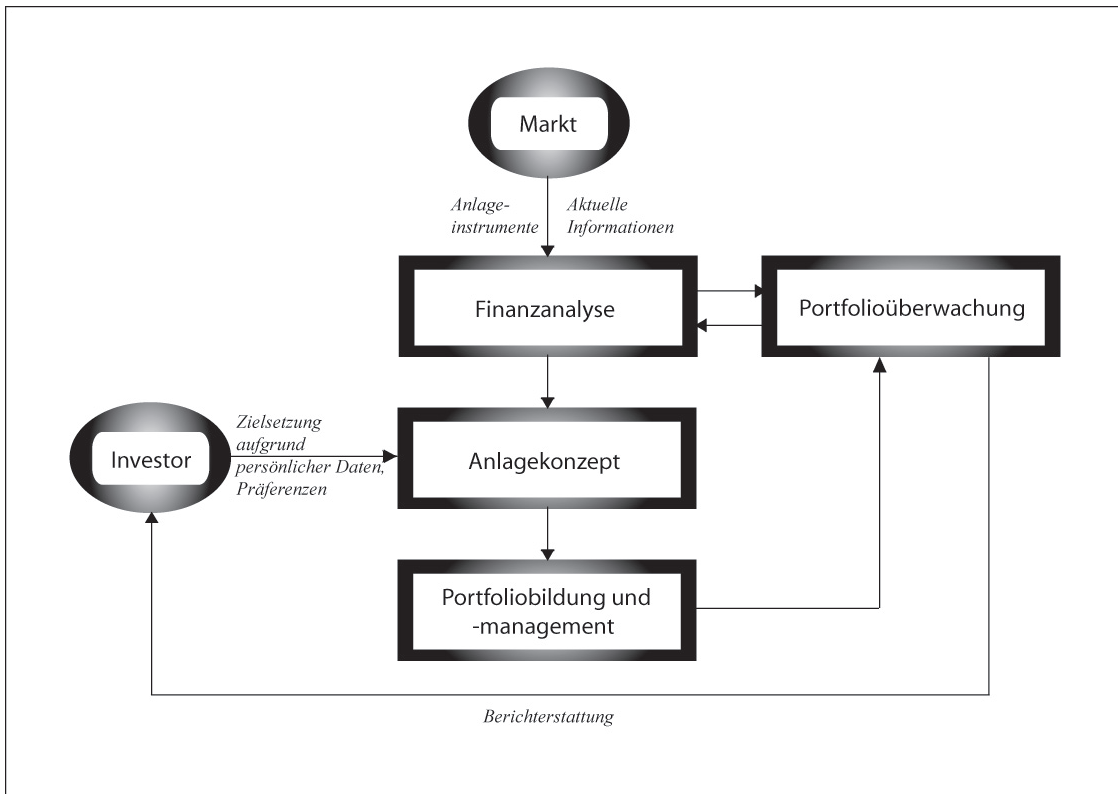 Markt
Anlage-
instrumente
Aktuelle
Informationen
Finanzanalyse
Portfolioüberwachung
Zielsetzung
aufgrund
persönlicher Daten,
Präferenzen
Investor
Anlagekonzept
Portfoliobildung und
-management
Berichterstattung